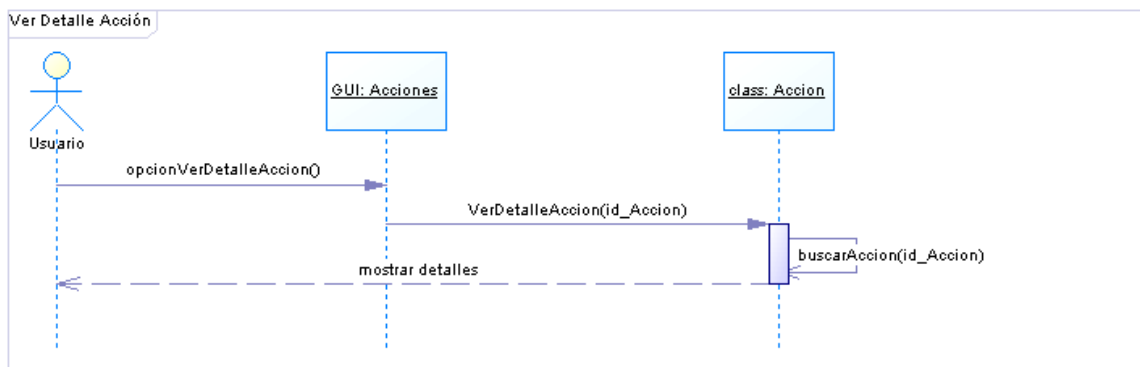 Ver Detalle Acción
GUI: Acciones
class: Accion
Usuario
opcionVerDetalleAccion()
VerDetalleAccion(id_Accion)
buscarAccion(id_Accion)
mostrar detalles